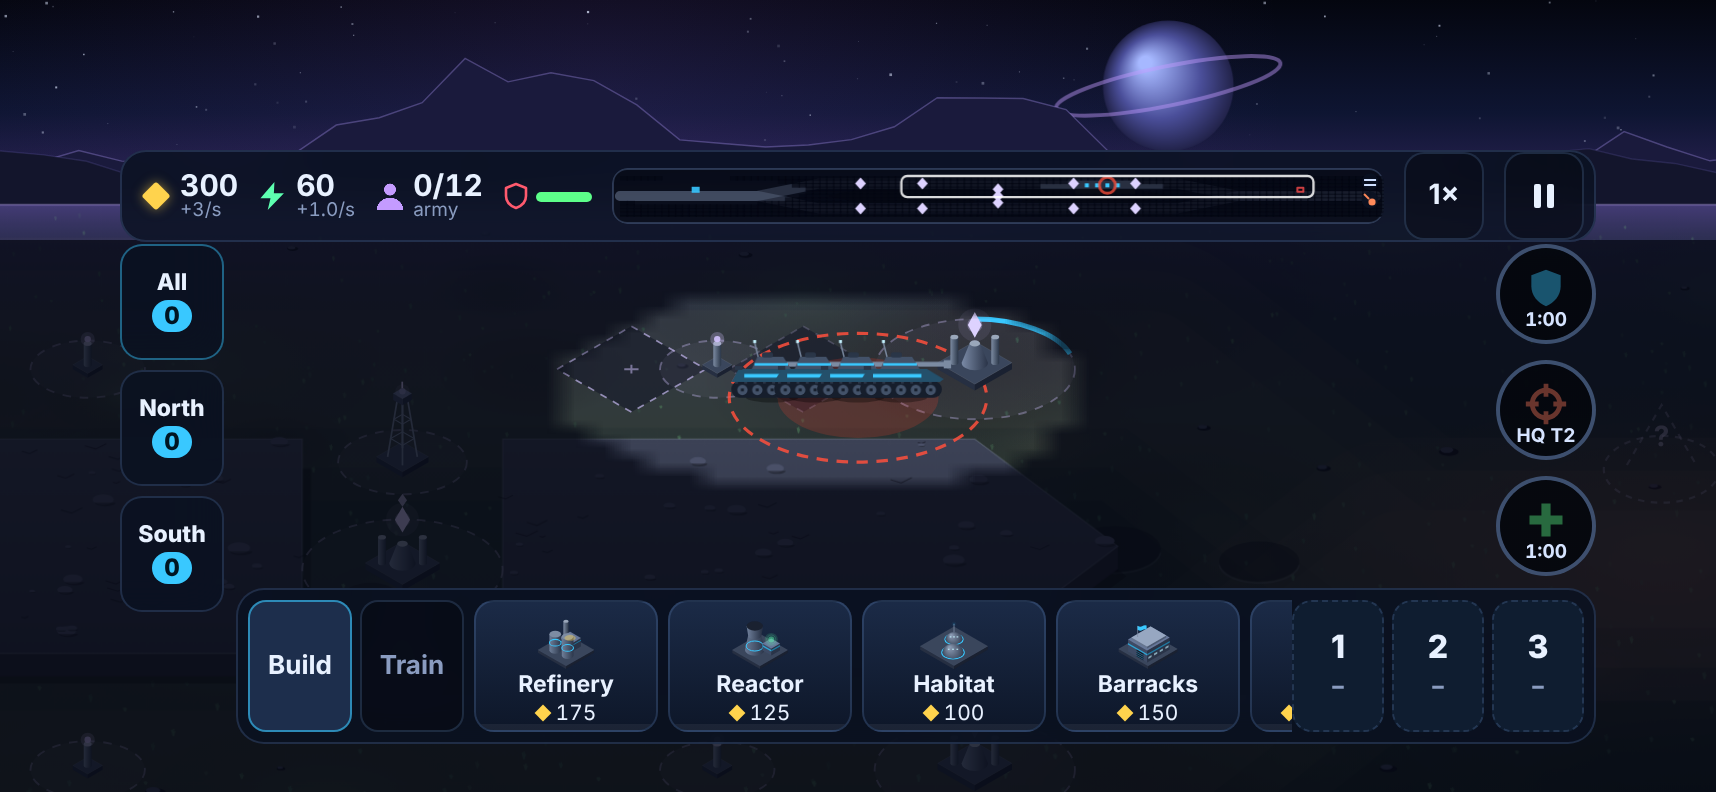 300
+3/s
60
+1.0/s
0/12
army
1×
All
0
North
0
South
0
1:00
HQ T2
1:00
?
Build
Train
Refinery
175
Reactor
125
Habitat
100
Barracks
150
1
-
2
-
3
-